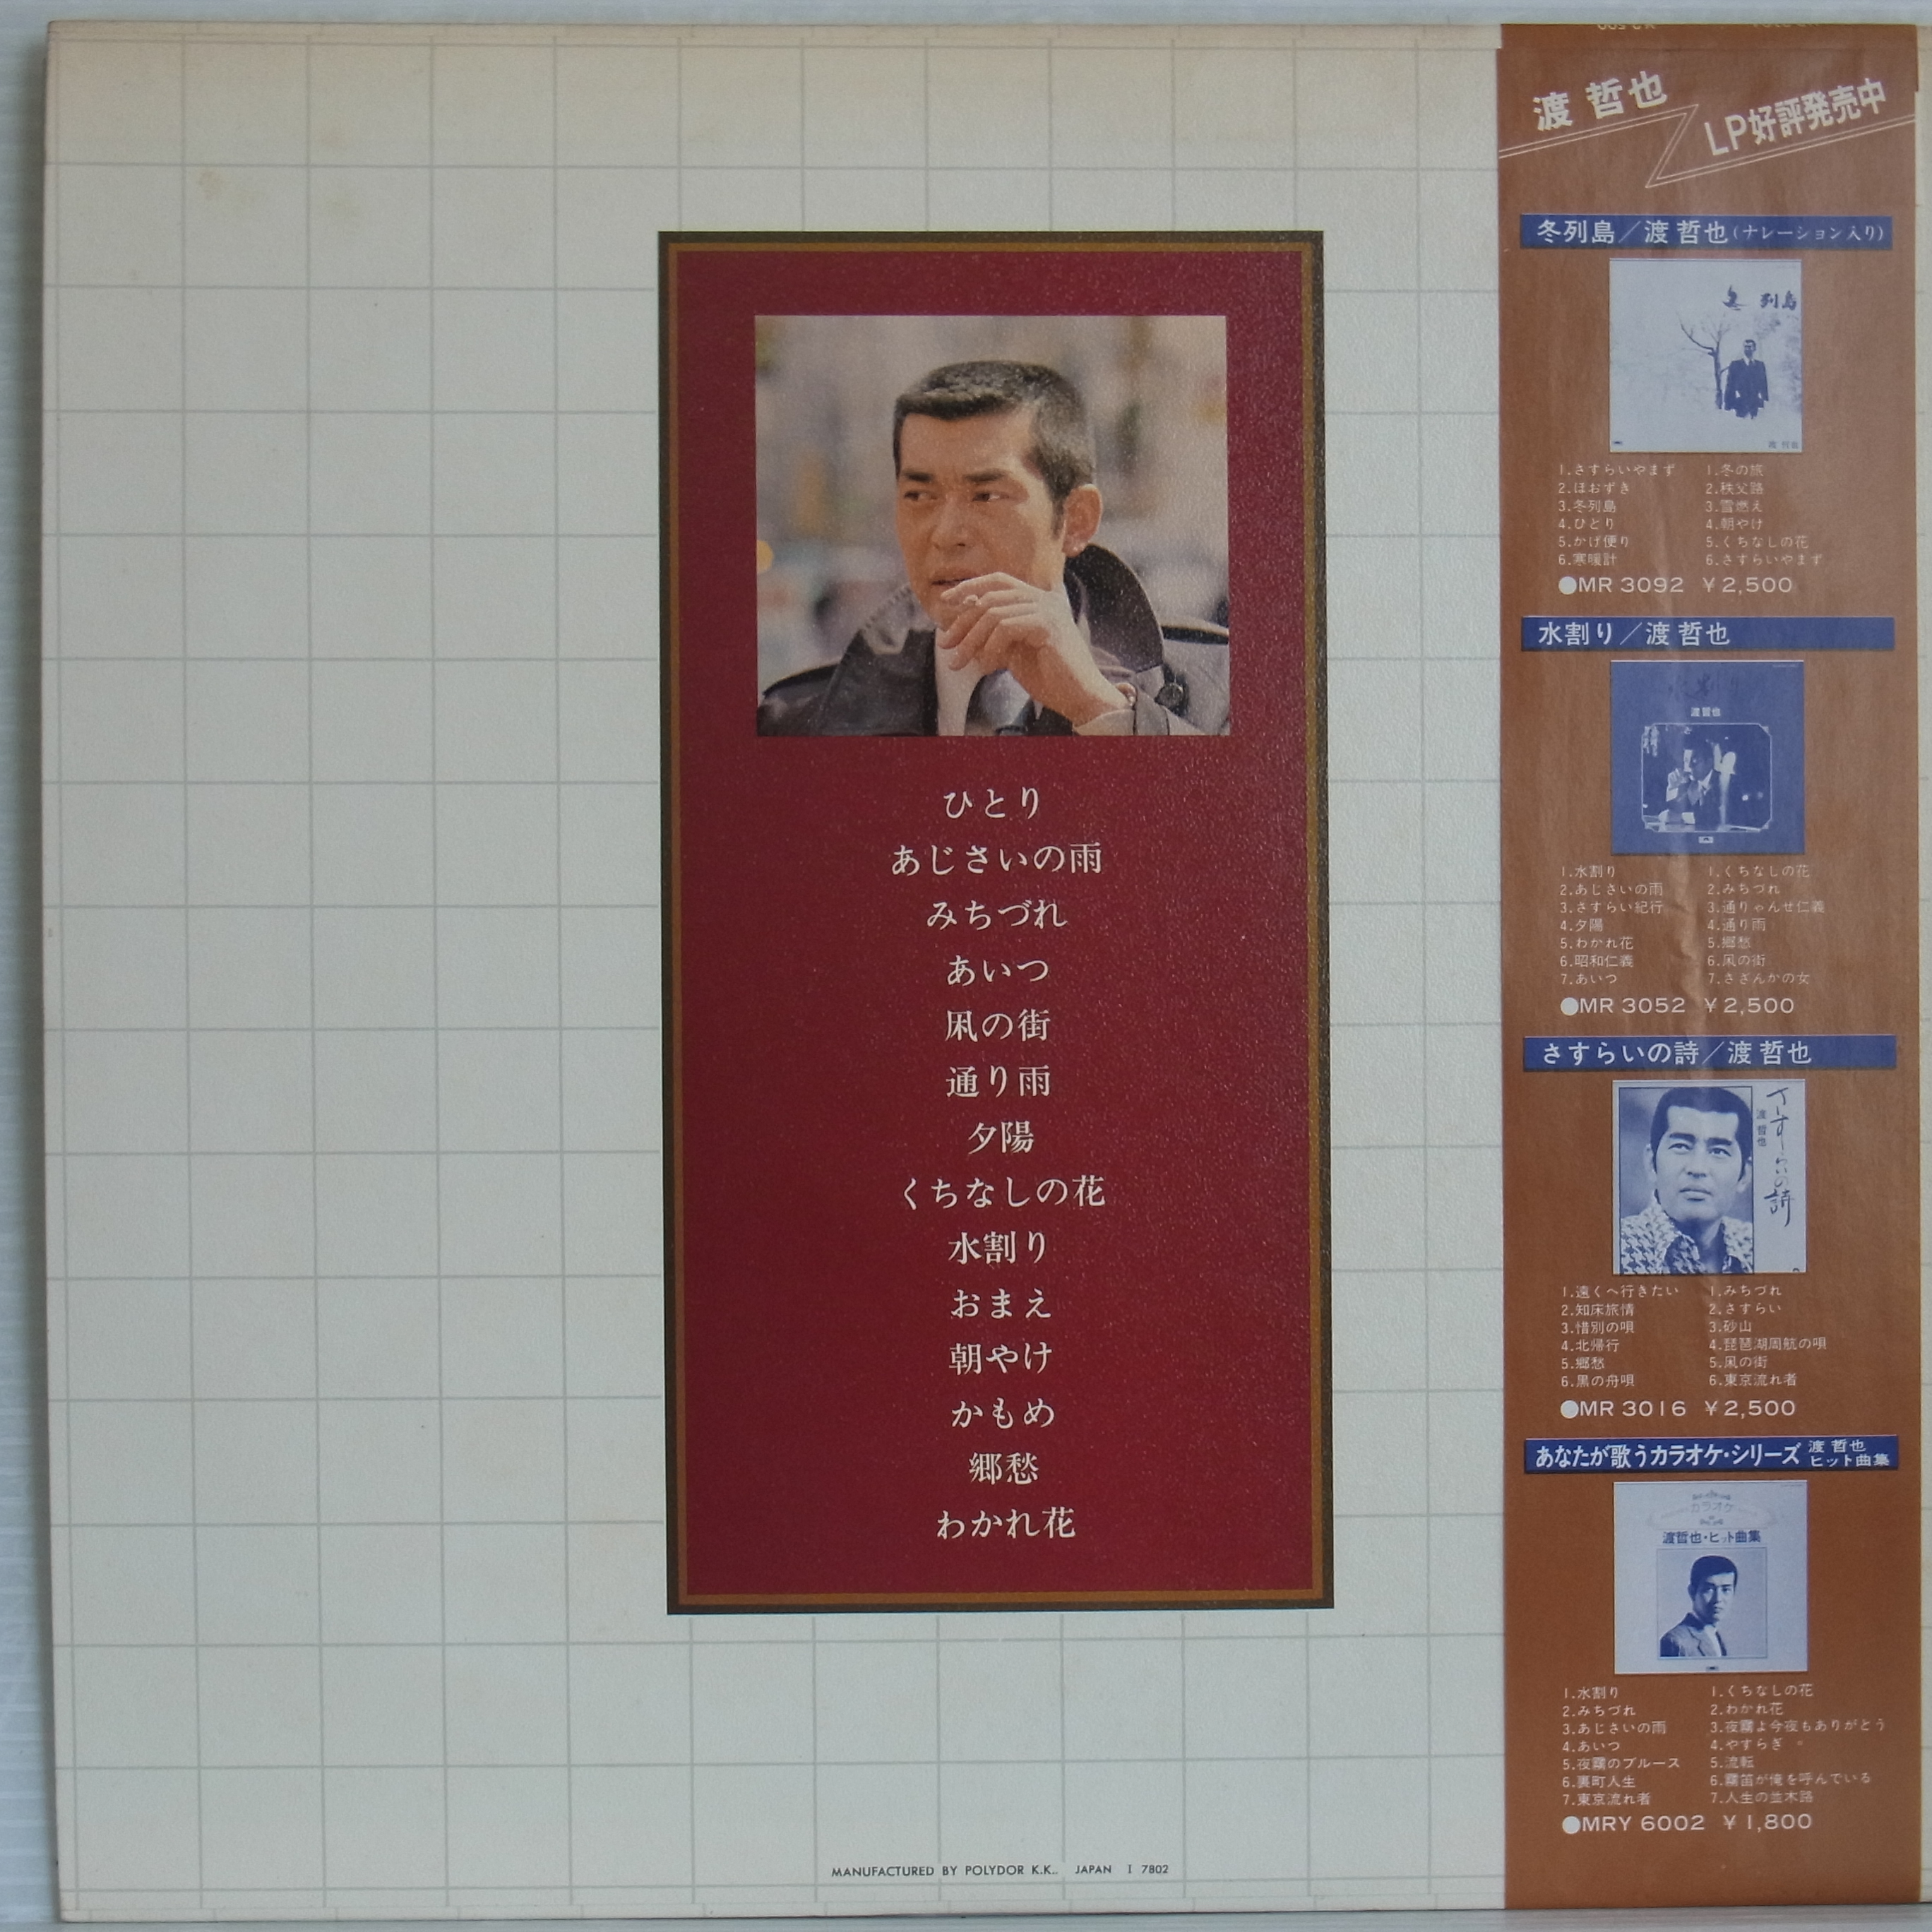 ひとり
あじさいの雨
みちづれ
あいつ
凩の街
通り雨
夕陽
くちなしの花
水割り
おまえ
朝やけ
かもめ
郷愁
わかれ花
MANUFACTURED BY POLYDOR K.K.. JAPAN I 7802
渡 哲也
LP好評発売中
冬列島／渡 哲也(ナレーション入り)
冬 列島
渡 哲也
1.さすらいやまず
2.ほおずき
3.冬列島
4.ひとり
5.かげ便り
6.寒暖計
1.冬の旅
2.秩父路
3.雪燃え
4.朝やけ
5.くちなしの花
6.さすらいやまず
●MR 3092 ￥2,500
水割り／渡 哲也
水割り
渡哲也
1.水割り
2.あじさいの雨
3.さすらい紀行
4.夕陽
5.わかれ花
6.昭和仁義
7.あいつ
1.くちなしの花
2.みちづれ
3.通りゃんせ仁義
4.通り雨
5.郷愁
6.凩の街
7.さざんかの女
●MR 3052 ￥2,500
さすらいの詩／渡 哲也
さすらいの詩
渡哲也
1.遠くへ行きたい
2.知床旅情
3.惜別の唄
4.北帰行
5.郷愁
6.黒の舟唄
1.みちづれ
2.さすらい
3.砂山
4.琵琶湖周航の唄
5.凩の街
6.東京流れ者
●MR 3016 ￥2,500
あなたが歌うカラオケ・シリーズ 渡 哲也
ヒット曲集
カラオケ
渡哲也・ヒット曲集
1.水割り
2.みちづれ
3.あじさいの雨
4.あいつ
5.夜霧のブルース
6.裏町人生
7.東京流れ者
1.くちなしの花
2.わかれ花
3.夜霧よ今夜もありがとう
4.やすらぎ
5.流転
6.霧笛が俺を呼んでいる
7.人生の並木路
●MRY 6002 ￥1,800